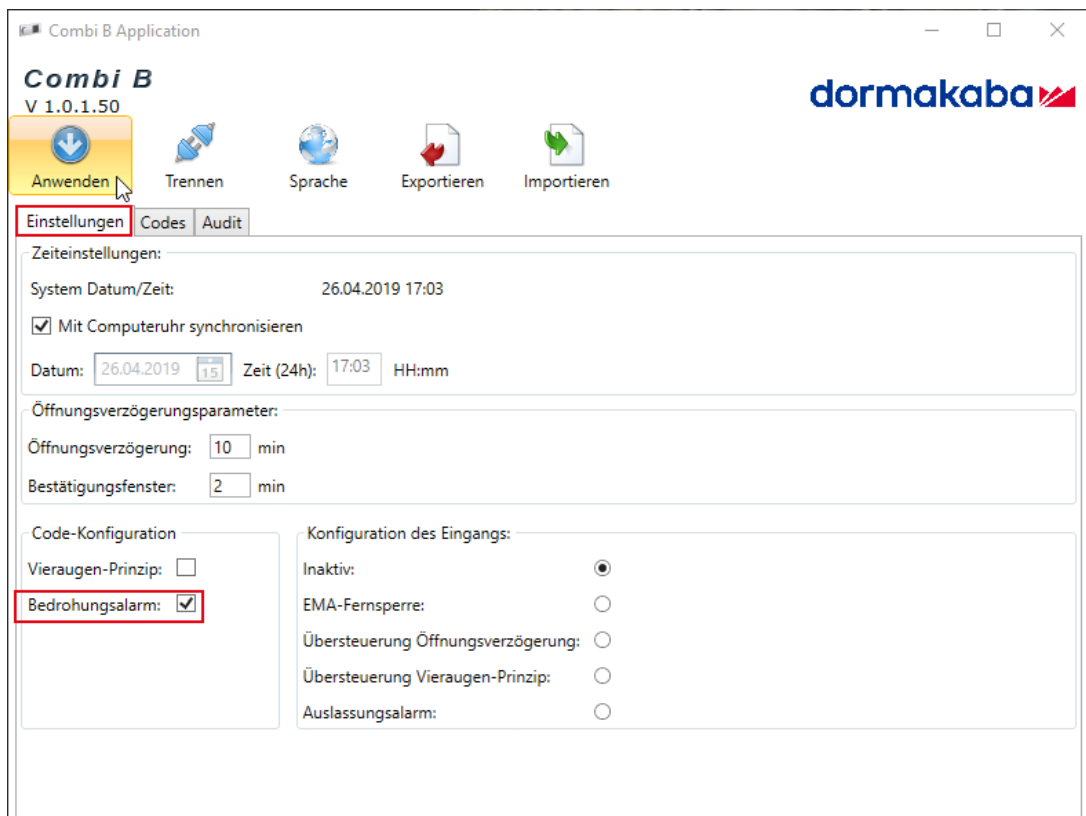 Combi B Application
Combi B
V 1.0.1.50
dormakaba
Anwenden Trennen Sprache Exportieren Importieren
Einstellungen Codes Audit
Zeiteinstellungen:
System Datum/Zeit: 26.04.2019 17:03
Mit Computeruhr synchronisieren
Datum: 26.04.2019 15 Zeit (24h): 17:03 HH:mm
Öffnungsverzögerungsparameter:
Öffnungsverzögerung: 10 min
Bestätigungsfenster: 2 min
Code-Konfiguration
Vieraugen-Prinzip:
Bedrohungsalarm:
Konfiguration des Eingangs:
Inaktiv:
EMA-Fernsperre:
Übersteuerung Öffnungsverzögerung:
Übersteuerung Vieraugen-Prinzip:
Auslassungsalarm: